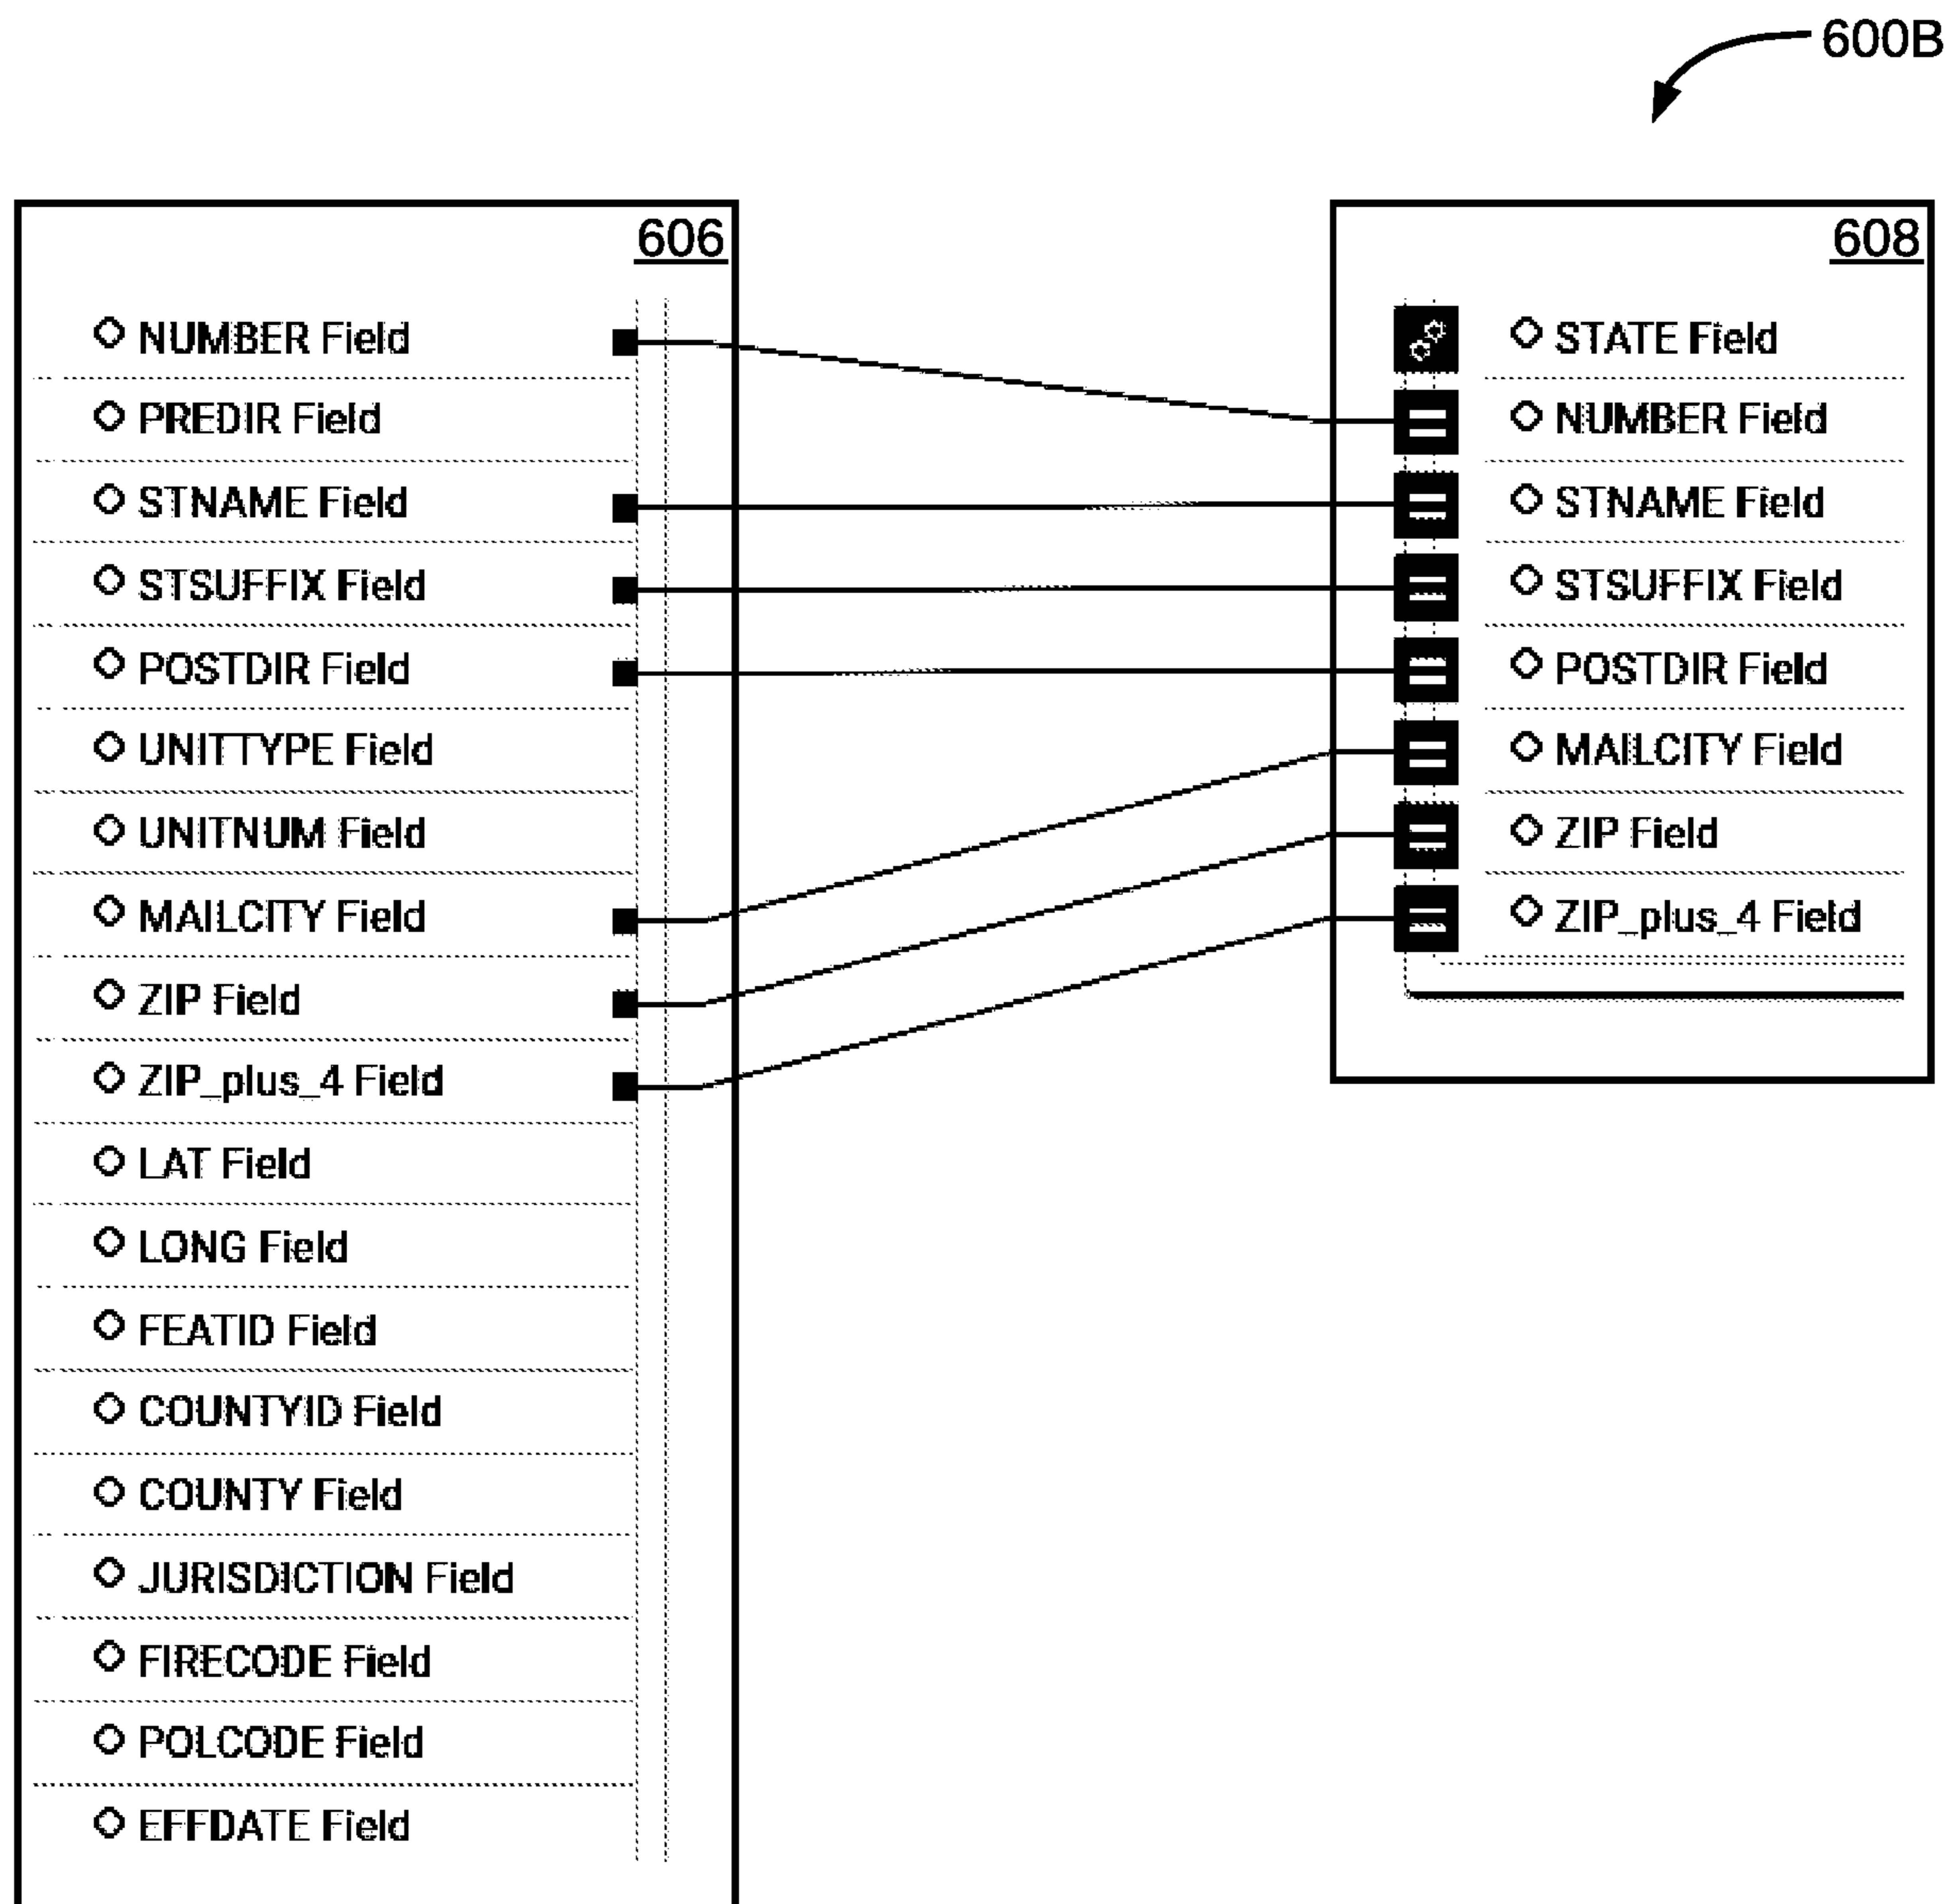 600B
606
NUMBER Field
PREDIR Field
STNAME Field
STSUFFIX Field
POSTDIR Field
UNITTYPE Field
UNITNUM Field
MAILCITY Field
ZIP Field
ZIP_plus_4 Field
LAT Field
LONG Field
FEATID Field
COUNTYID Field
COUNTY Field
JURISDICTION Field
FIRECODE Field
POLCODE Field
EFFDATE Field
608
STATE Field
NUMBER Field
STNAME Field
STSUFFIX Field
POSTDIR Field
MAILCITY Field
ZIP Field
ZIP_plus_4 Field